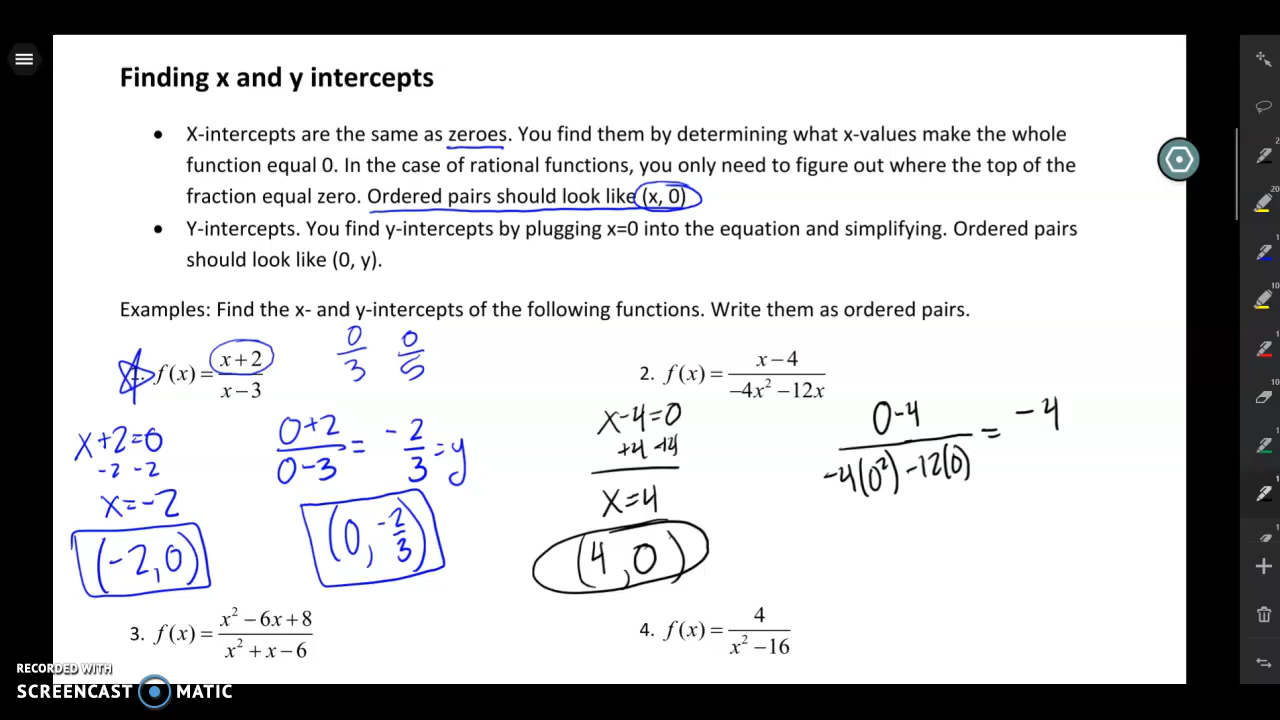 Finding x and y intercepts
• X-intercepts are the same as zeroes. You find them by determining what x-values make the whole
function equal 0. In the case of rational functions, you only need to figure out where the top of the
fraction equal zero. Ordered pairs should look like (x, 0)
• Y-intercepts. You find y-intercepts by plugging x=0 into the equation and simplifying. Ordered pairs
should look like (0, y).
Examples: Find the x- and y-intercepts of the following functions. Write them as ordered pairs.
1. f(x) = (x+2)/(x−3)
0/3 0/5
x+2=0
-2 -2
x=-2
(-2,0)
(0+2)/(0-3) = -2/3 = y
(0, -2/3)
2. f(x) = (x−4)/(−4x²−12x)
x-4=0
+4 +4
x=4
(4,0)
(0-4)/(-4(0²)-12(0)) = -4
3. f(x) = (x²−6x+8)/(x²+x−6)
4. f(x) = 4/(x²−16)
RECORDED WITH
SCREENCAST MATIC